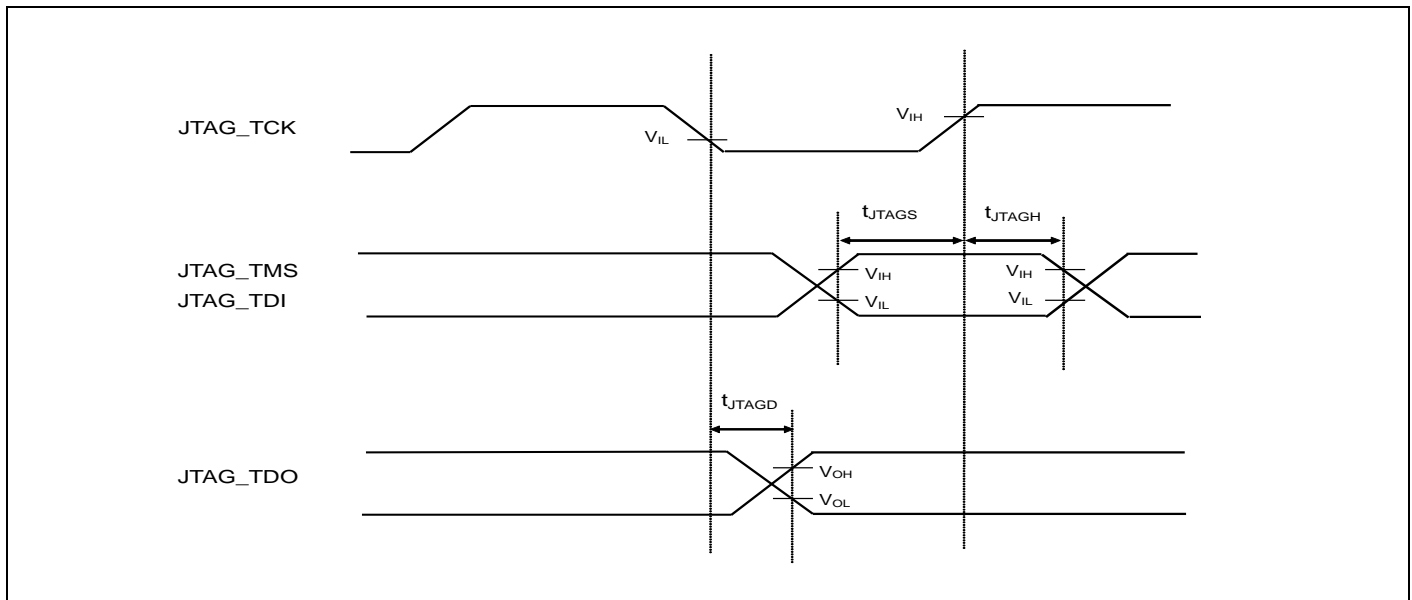 JTAG_TCK
VIL
VIH
tJTAGS
tJTAGH
JTAG_TMS
JTAG_TDI
VIH
VIL
VIH
VIL
tJTAGD
JTAG_TDO
VOH
VOL